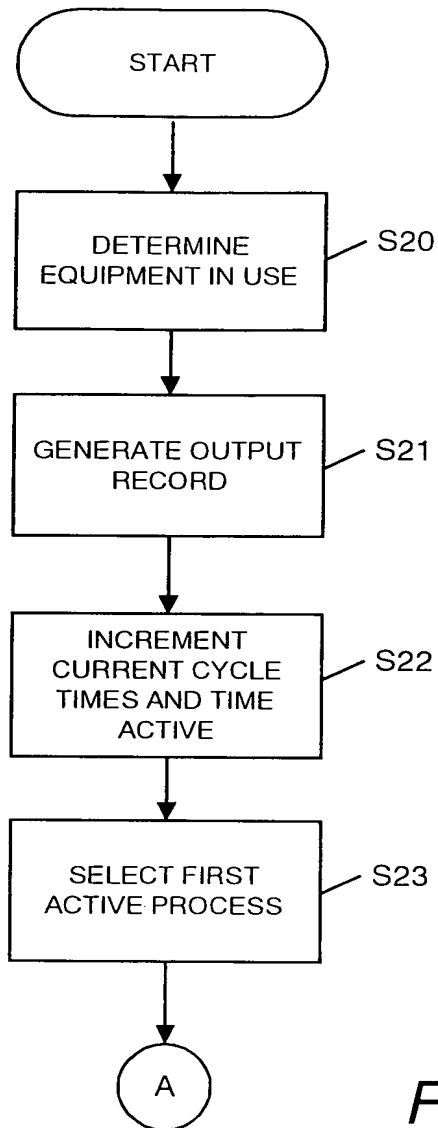 START
DETERMINE
EQUIPMENT IN USE
S20
GENERATE OUTPUT
RECORD
S21
INCREMENT
CURRENT CYCLE
TIMES AND TIME
ACTIVE
S22
SELECT FIRST
ACTIVE PROCESS
S23
A
F